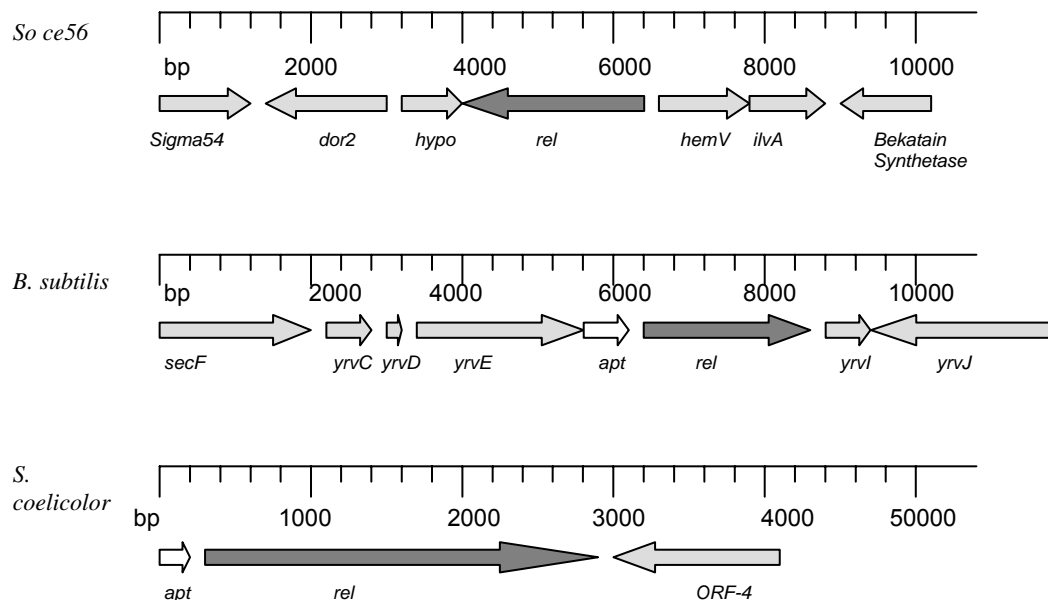 So ce56
bp 2000 4000 6000 8000 10000
Sigma54 dor2 hypo rel hemV ilvA Bekatain
Synthetase
B. subtilis
bp 2000 4000 6000 8000 10000
secF yrvC yrvD yrvE apt rel yrvI yrvJ
S.
coelicolor
bp 1000 2000 3000 4000 50000
apt rel ORF-4